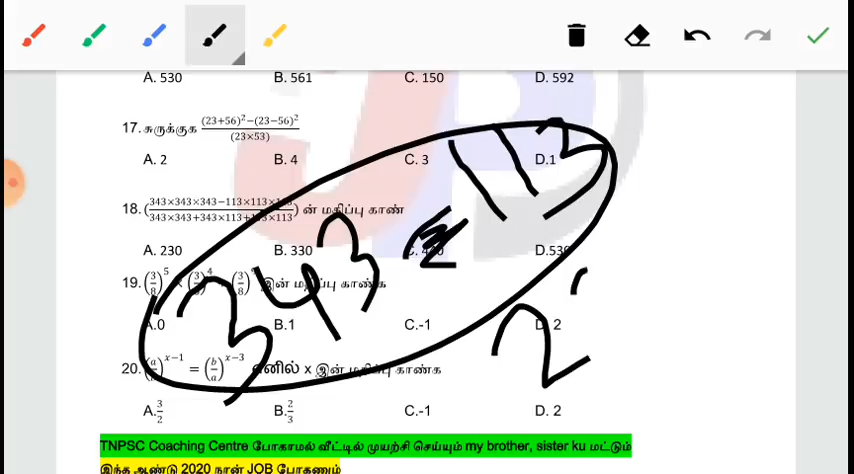 A. 530 B. 561 C. 150 D. 592
17. சுருக்குக (23+56)²−(23−56)² / (23×53)
A. 2 B. 4 C. 3 D.1
18. (343×343×343−113×113×113 / 343×343+343×113+113×113) ன் மதிப்பு காண்
A. 230 B. 330 D.530
343 113
19. (3/8)⁵ × (3/8)⁴ (3/8) இன் மதிப்பு காண்க
A.0 B.1 C.-1 D. 2
2
20. (a/b)ˣ⁻¹ = (b/a)ˣ⁻³ எனில் x இன் மதிப்பு காண்க
A. 3/2 B. 2/3 C.-1 D. 2
TNPSC Coaching Centre போகாமல் வீட்டில் முயற்சி செய்யும் my brother, sister ku மட்டும்
இந்த ஆண்டு 2020 நான் JOB போகணும்